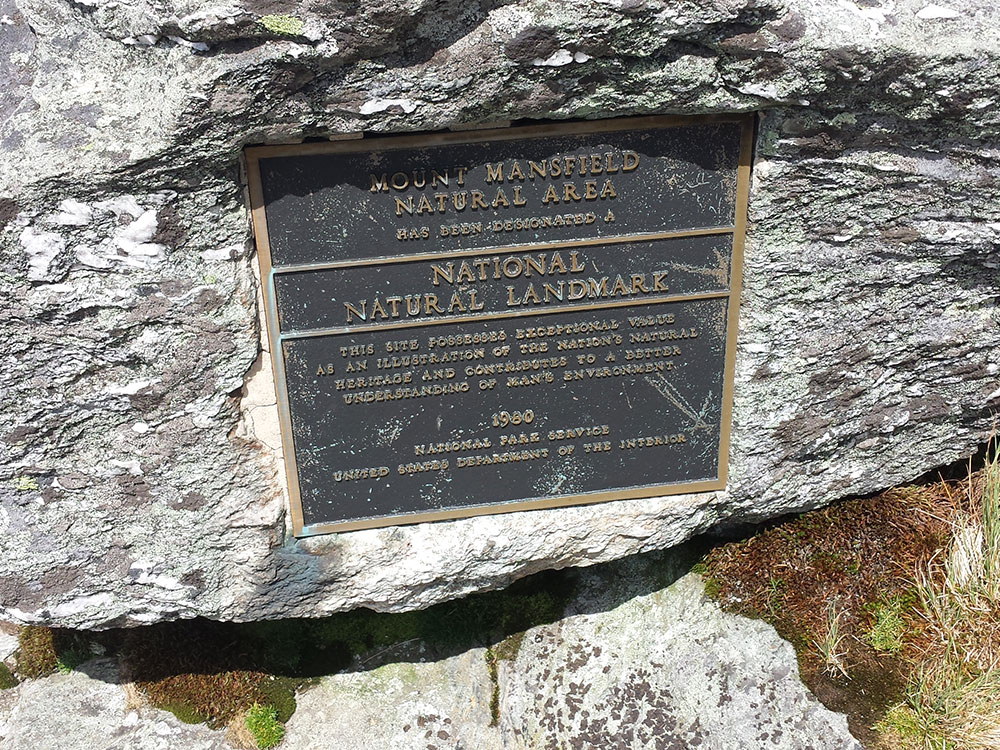 MOUNT MANSFIELD
NATURAL AREA
HAS BEEN DESIGNATED A
NATIONAL
NATURAL LANDMARK
THIS SITE POSSESSES EXCEPTIONAL VALUE
AS AN ILLUSTRATION OF THE NATION'S NATURAL
HERITAGE AND CONTRIBUTES TO A BETTER
UNDERSTANDING OF MAN'S ENVIRONMENT
1980
NATIONAL PARK SERVICE
UNITED STATES DEPARTMENT OF THE INTERIOR